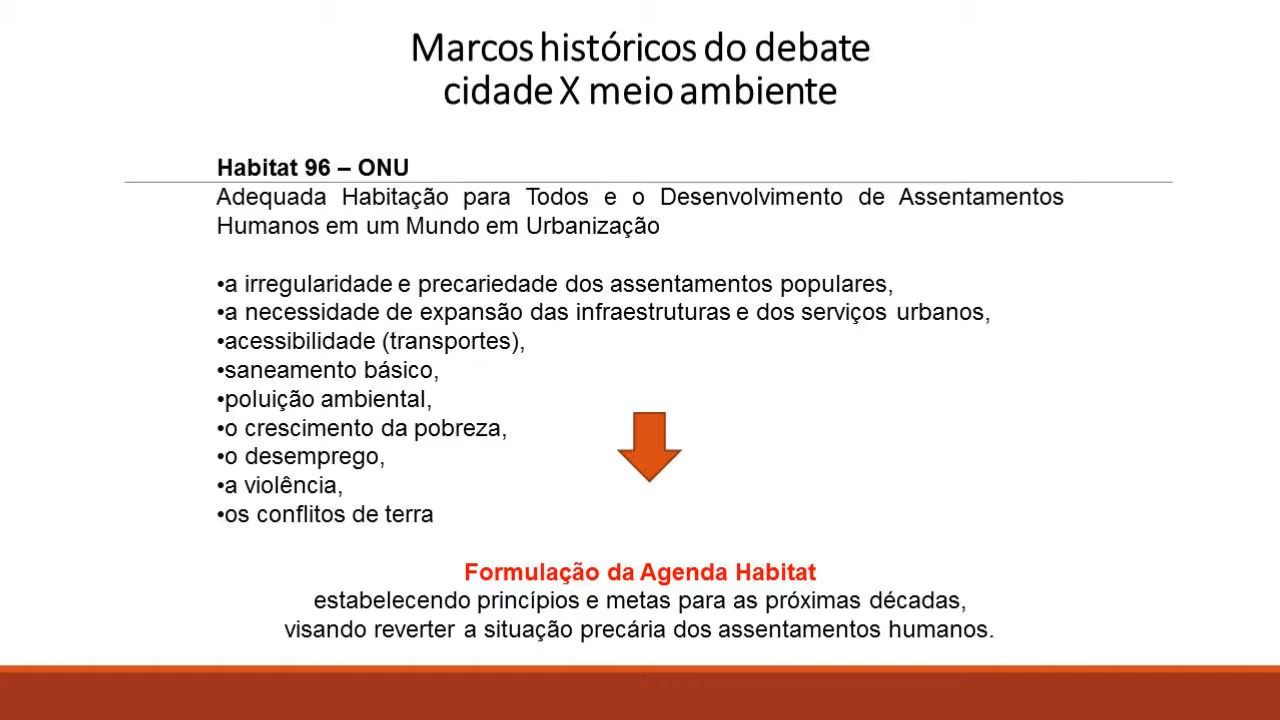 Marcos históricos do debate
cidade X meio ambiente
Habitat 96 – ONU
Adequada Habitação para Todos e o Desenvolvimento de Assentamentos
Humanos em um Mundo em Urbanização
•a irregularidade e precariedade dos assentamentos populares,
•a necessidade de expansão das infraestruturas e dos serviços urbanos,
•acessibilidade (transportes),
•saneamento básico,
•poluição ambiental,
•o crescimento da pobreza,
•o desemprego,
•a violência,
•os conflitos de terra
Formulação da Agenda Habitat
estabelecendo princípios e metas para as próximas décadas,
visando reverter a situação precária dos assentamentos humanos.